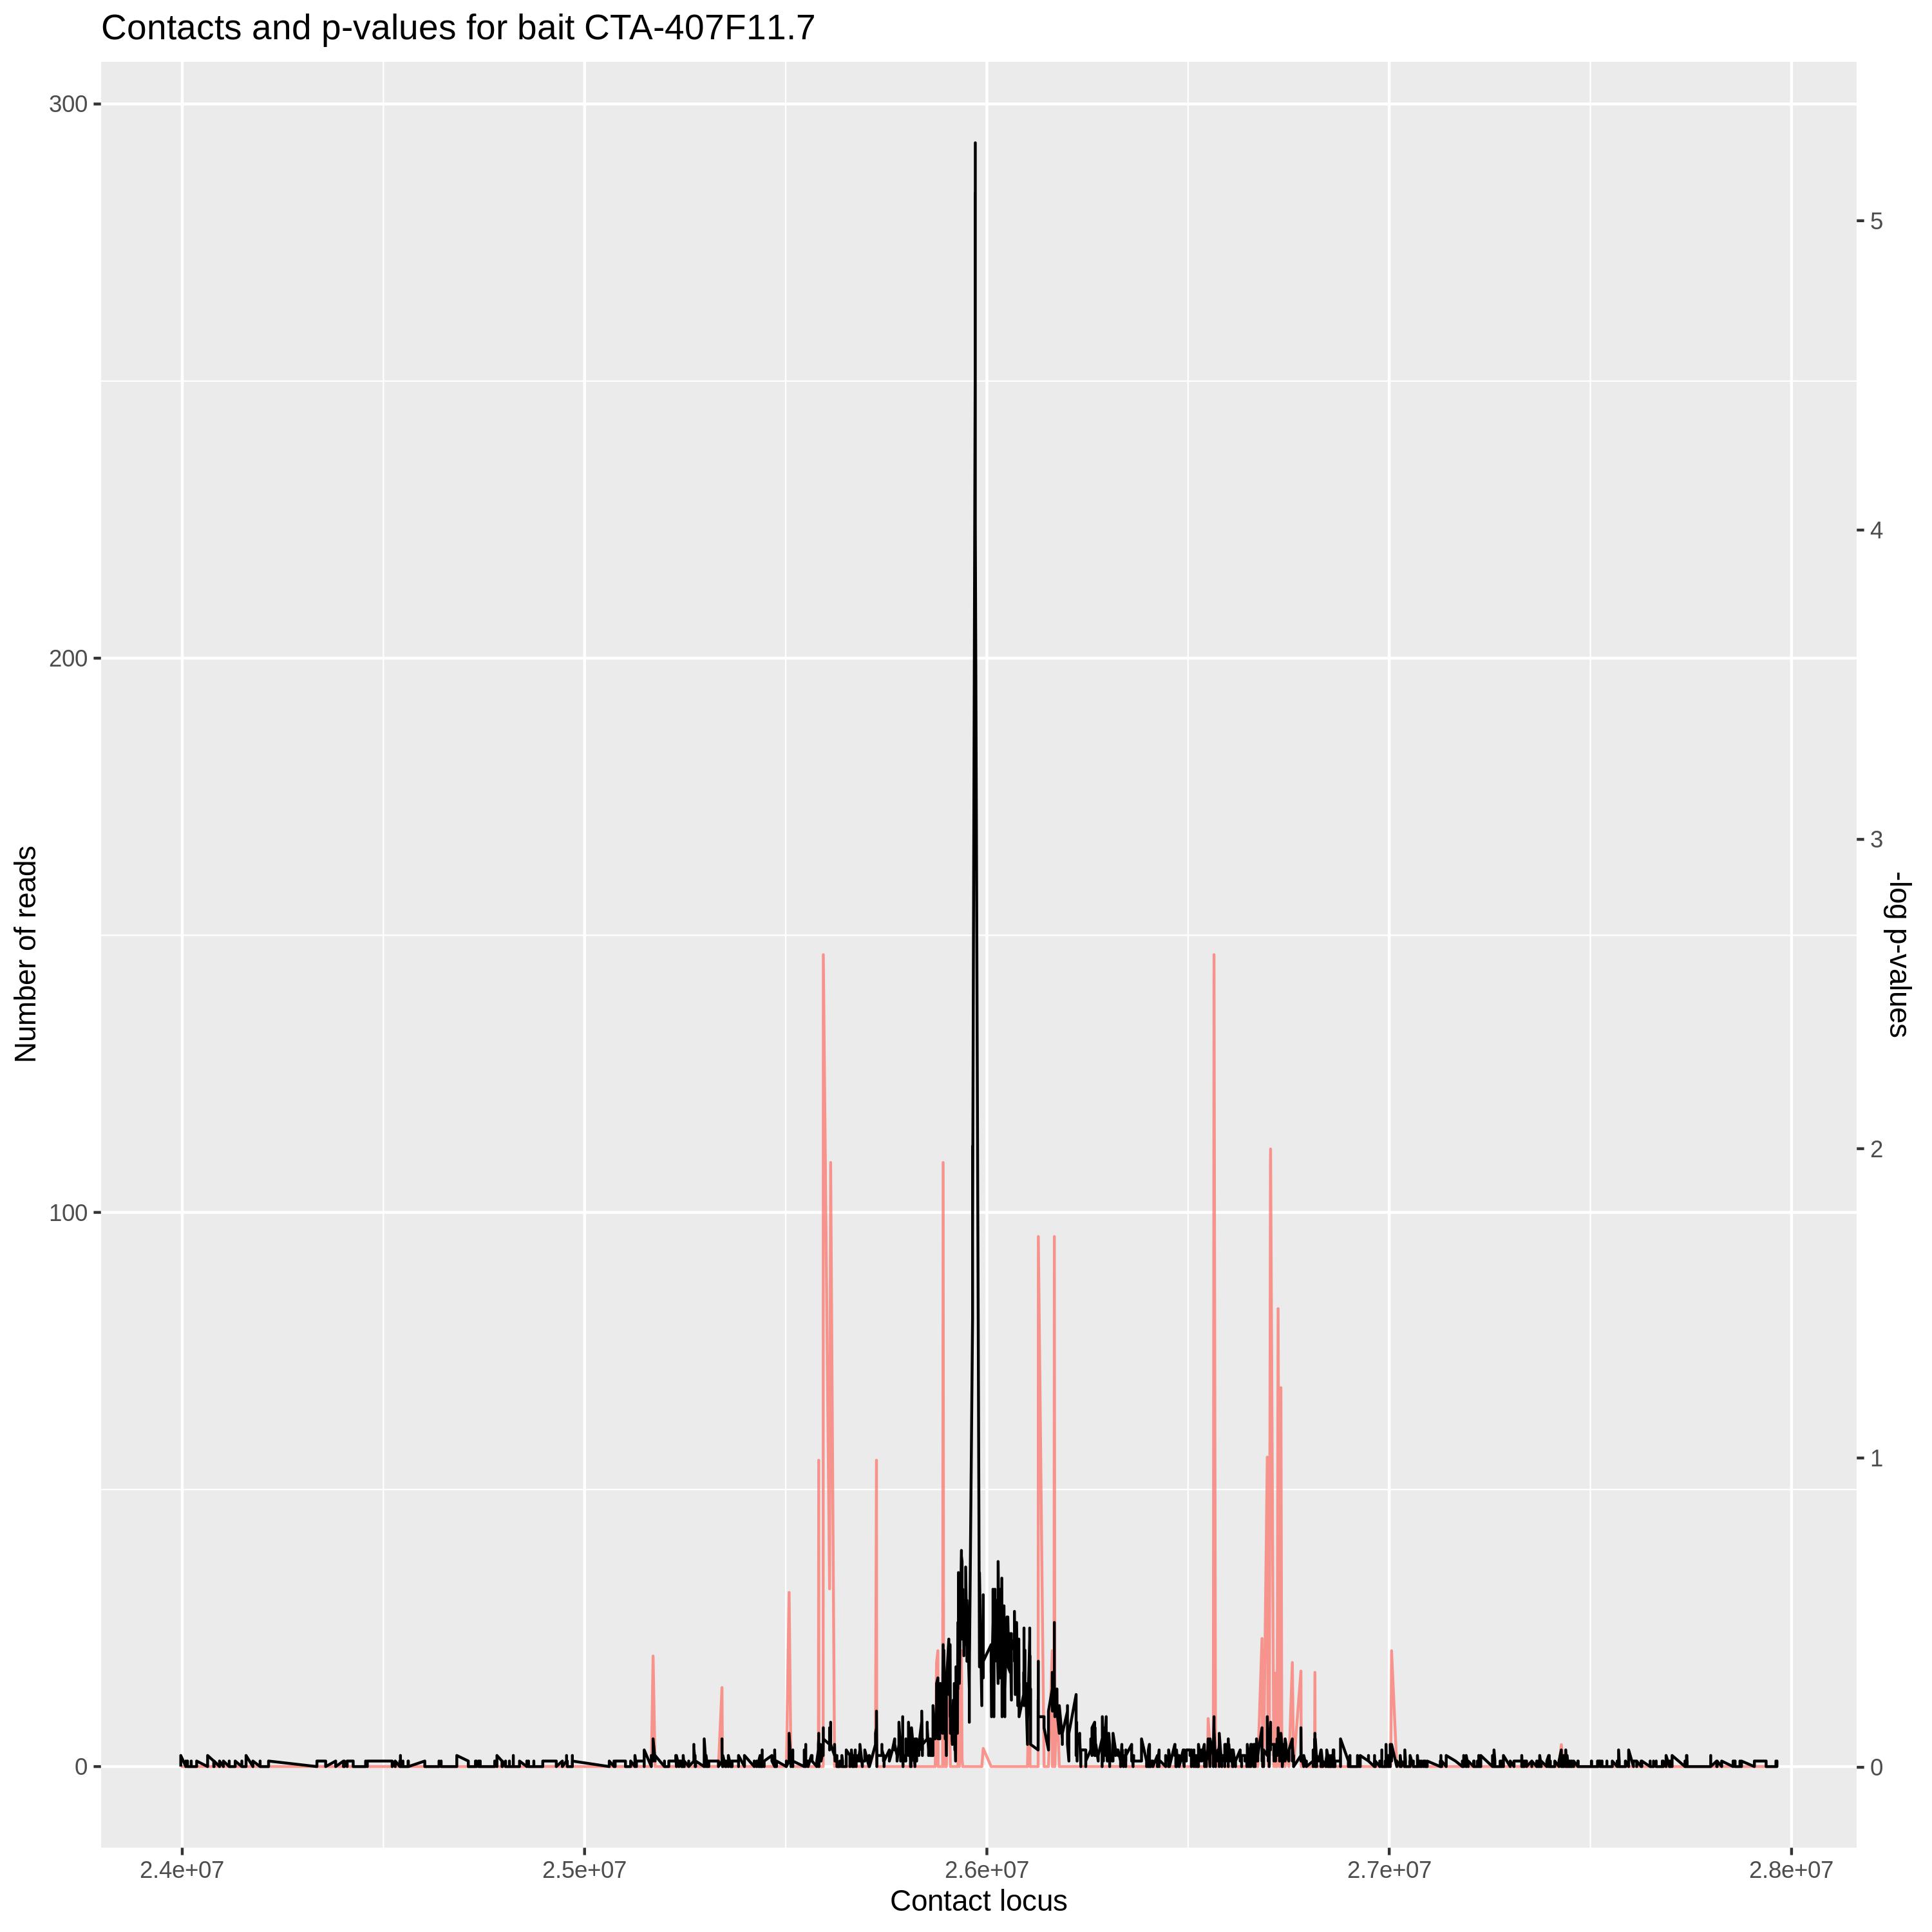 Contacts and p-values for bait CTA-407F11.7
Number of reads
300
200
100
0
5
4
3
2
1
0
-log p-values
2.4e+07 2.5e+07 2.6e+07 2.7e+07 2.8e+07
Contact locus